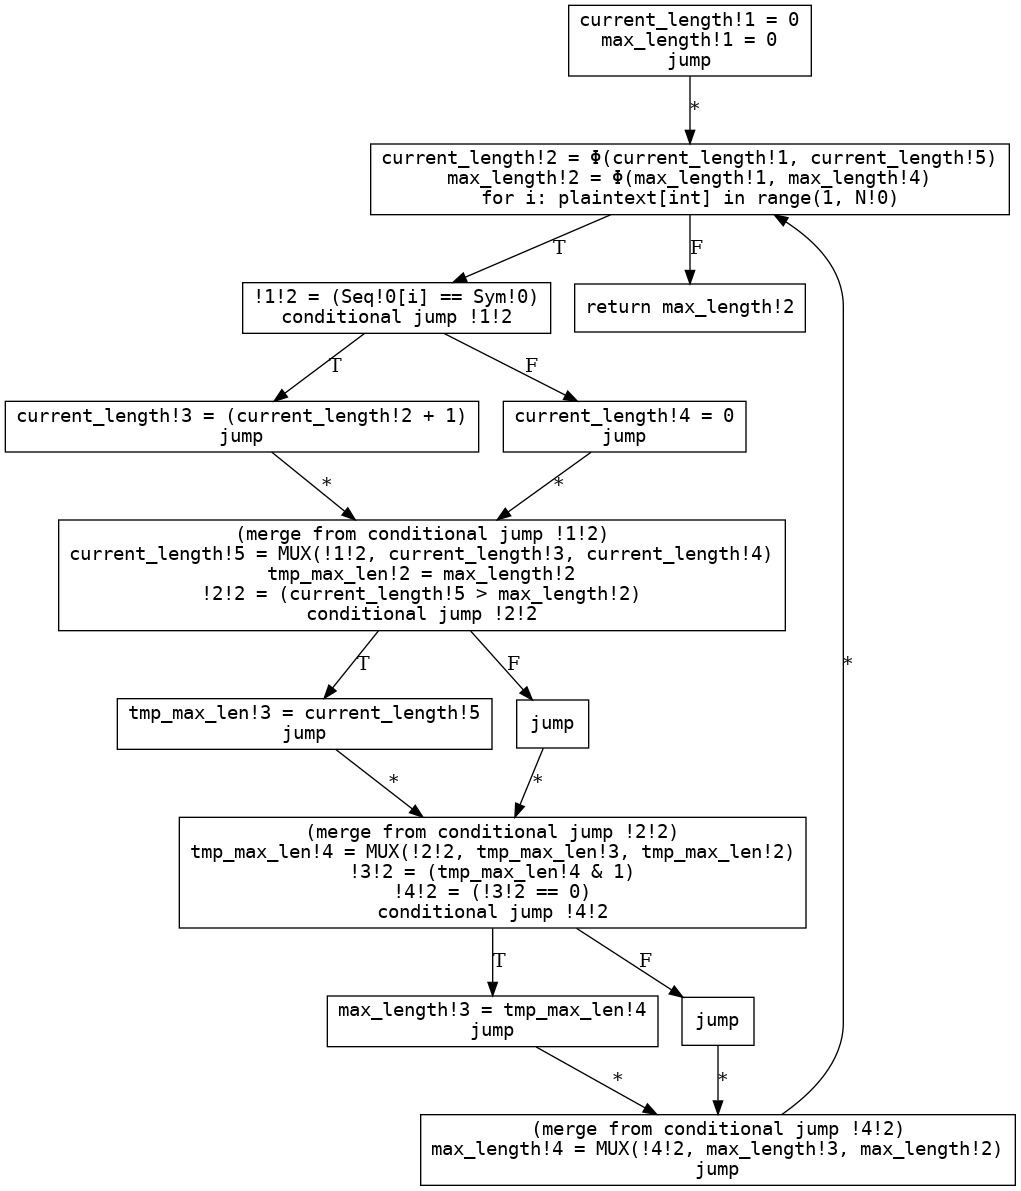 current_length!1 = 0
max_length!1 = 0
jump
*
current_length!2 = Φ(current_length!1, current_length!5)
max_length!2 = Φ(max_length!1, max_length!4)
for i: plaintext[int] in range(1, N!0)
T
F
!1!2 = (Seq!0[i] == Sym!0)
conditional jump !1!2
return max_length!2
T
F
current_length!3 = (current_length!2 + 1)
jump
current_length!4 = 0
jump
*
*
(merge from conditional jump !1!2)
current_length!5 = MUX(!1!2, current_length!3, current_length!4)
tmp_max_len!2 = max_length!2
!2!2 = (current_length!5 > max_length!2)
conditional jump !2!2
T
F
*
tmp_max_len!3 = current_length!5
jump
jump
*
*
(merge from conditional jump !2!2)
tmp_max_len!4 = MUX(!2!2, tmp_max_len!3, tmp_max_len!2)
!3!2 = (tmp_max_len!4 & 1)
!4!2 = (!3!2 == 0)
conditional jump !4!2
T
F
max_length!3 = tmp_max_len!4
jump
jump
*
*
(merge from conditional jump !4!2)
max_length!4 = MUX(!4!2, max_length!3, max_length!2)
jump